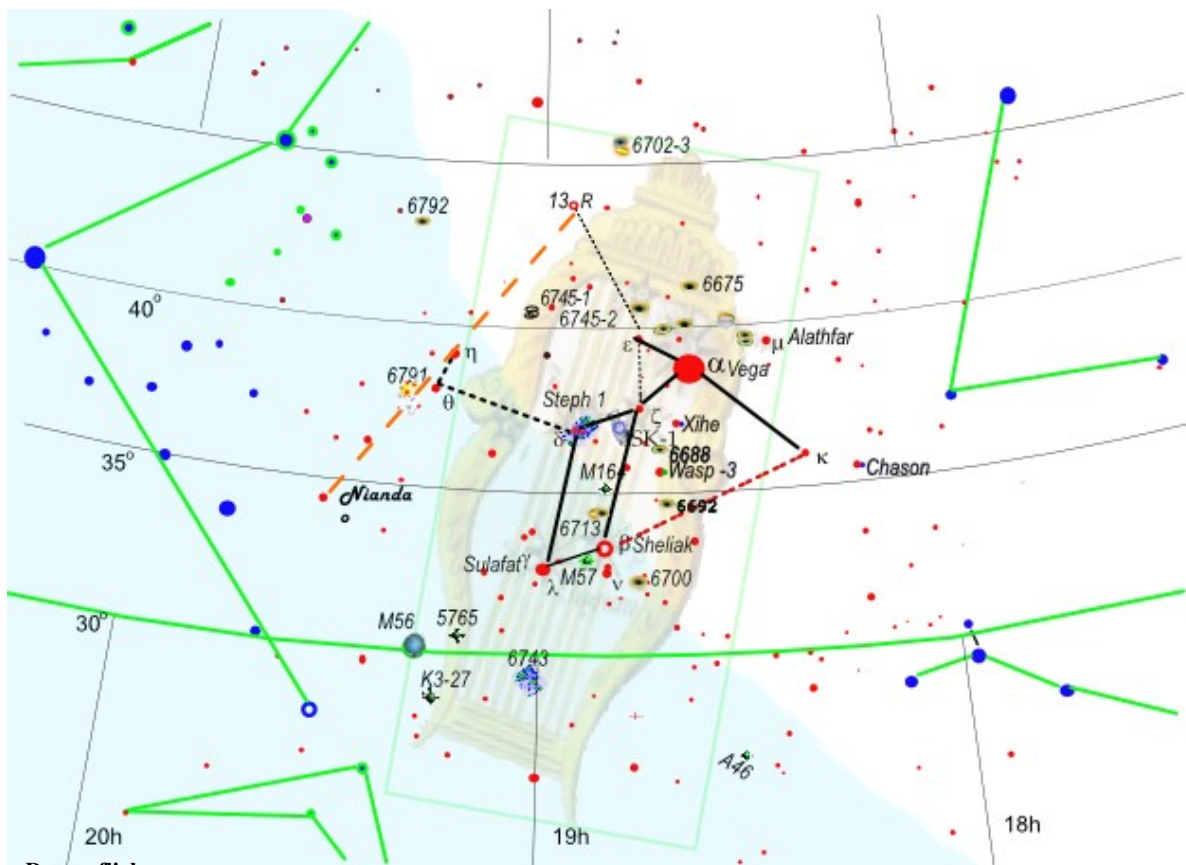 6702-3
13 R
6792
6675
40°
6745-1
6745-2
ε
μ Alathfar
η
α Vega
6791
θ
Steph 1
ζ
Xihe
δ
SK-1
6688
κ
35°
M16
Wasp -3
Chason
Nianda
6692
6713
β Sheliak
Sulafat γ
M57
ν
6700
λ
30°
M56
5765
6743
K3-27
A46
20h
19h
18h